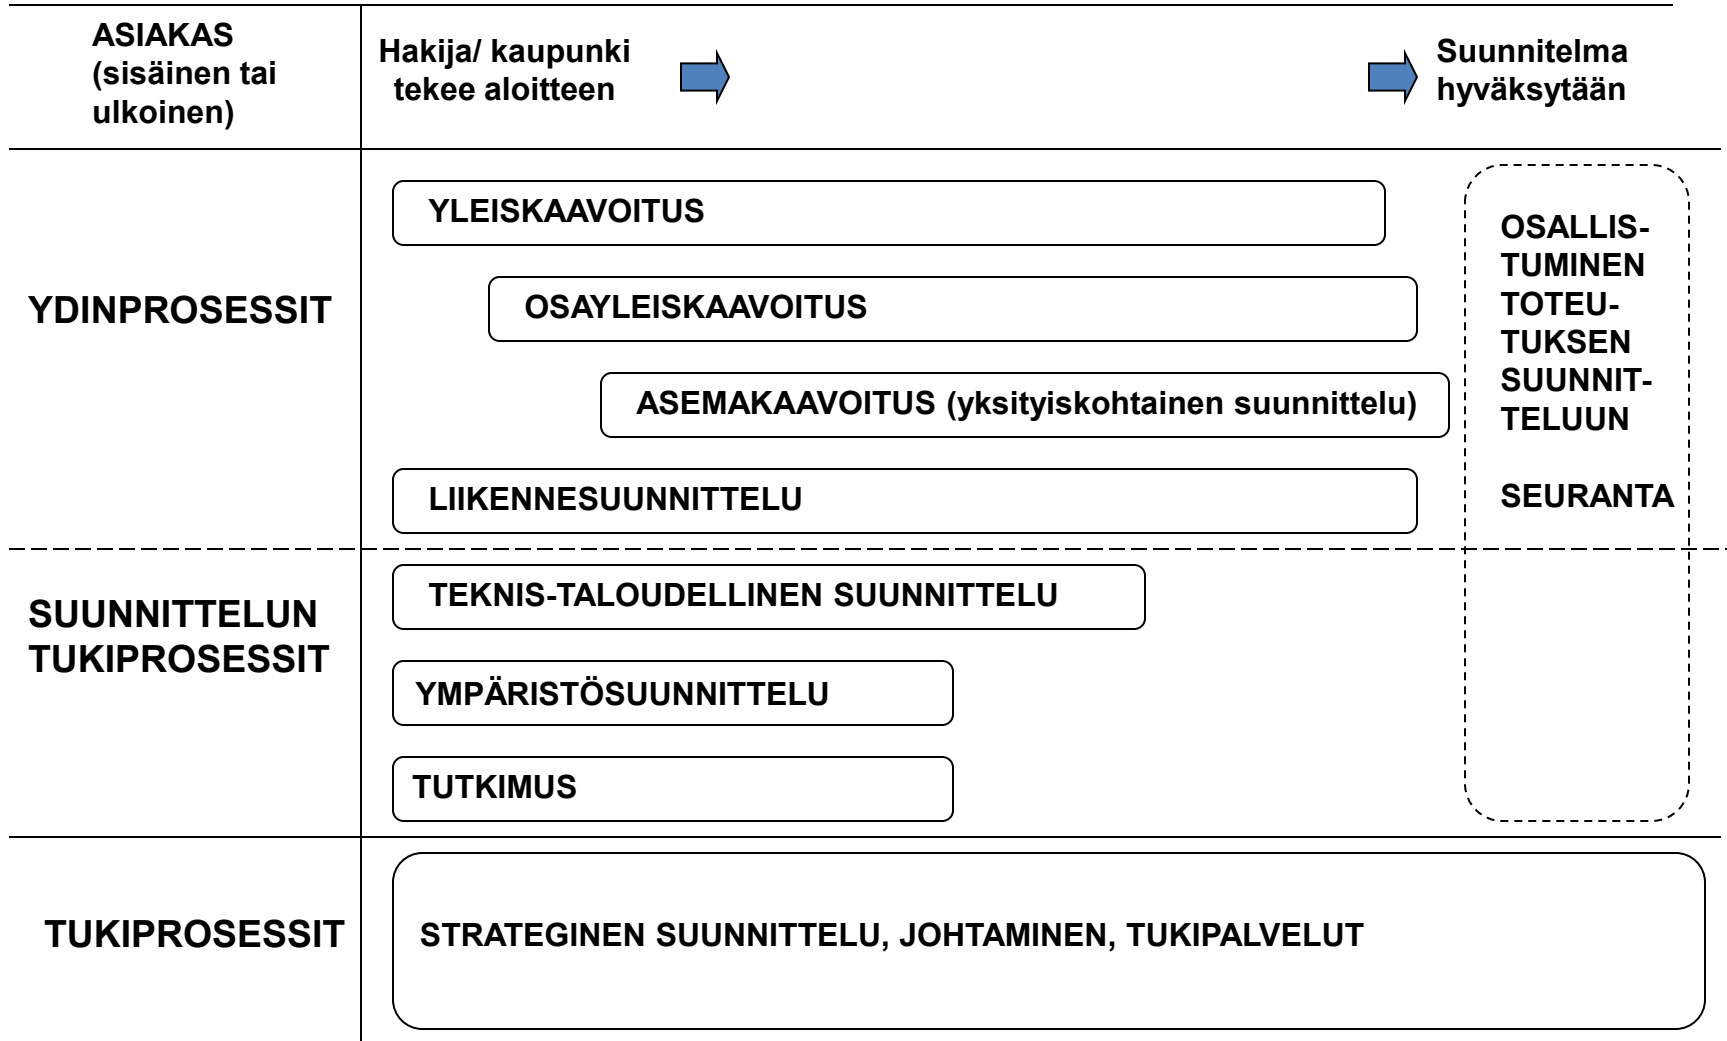 ASIAKAS
(sisäinen tai
ulkoinen)
Hakija/ kaupunki
tekee aloitteen
Suunnitelma
hyväksytään
YDINPROSESSIT
YLEISKAAVOITUS
OSAYLEISKAAVOITUS
ASEMAKAAVOITUS (yksityiskohtainen suunnittelu)
LIIKENNESUUNNITTELU
OSALLIS-
TUMINEN
TOTEU-
TUKSEN
SUUNNIT-
TELUUN
SEURANTA
SUUNNITTELUN
TUKIPROSESSIT
TEKNIS-TALOUDELLINEN SUUNNITTELU
YMPÄRISTÖSUUNNITTELU
TUTKIMUS
TUKIPROSESSIT
STRATEGINEN SUUNNITTELU, JOHTAMINEN, TUKIPALVELUT